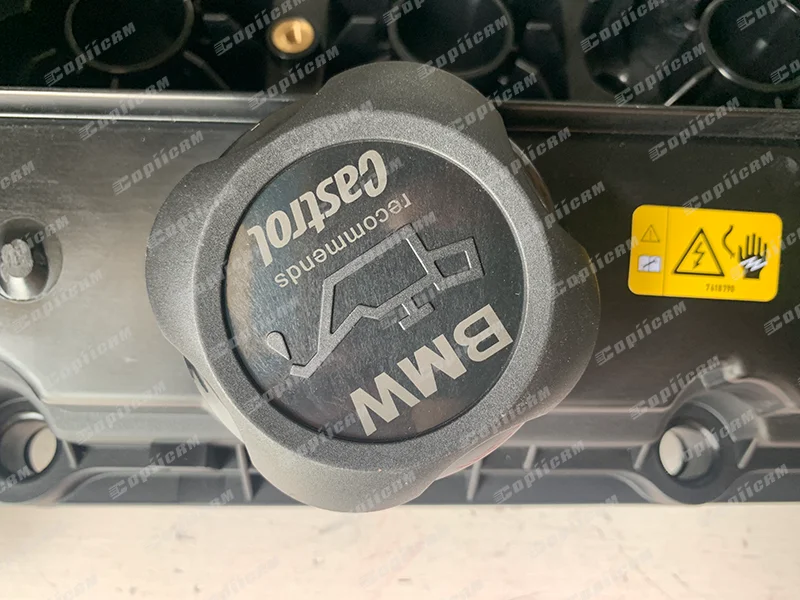 BMW
recommends
Castrol
7618790
COPIICAM